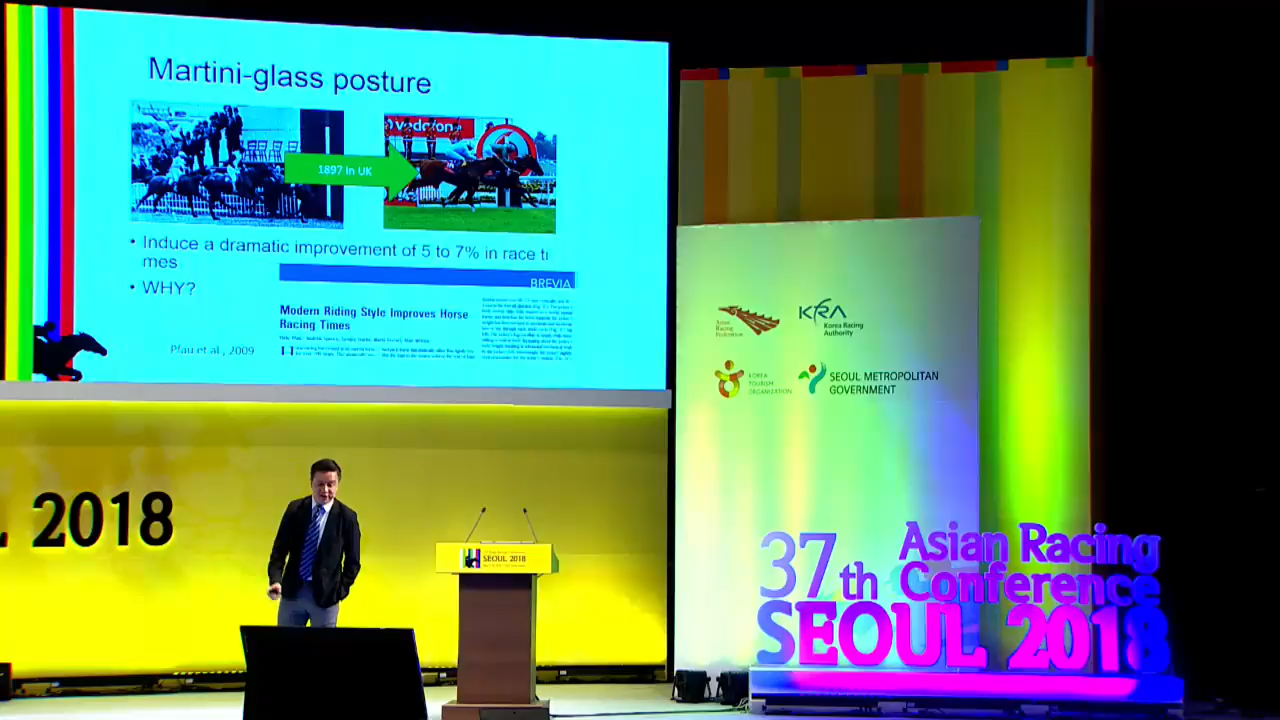 Martini-glass posture
vodafone
1897 in UK
• Induce a dramatic improvement of 5 to 7% in race ti
mes
• WHY?
BREVIA
Modern Riding Style Improves Horse
Racing Times
Pfau et al., 2009
2018
SEOUL 2018
Asian
Racing
Federation
KRA
Korea Racing
Authority
KOREA
TOURISM
ORGANIZATION
SEOUL METROPOLITAN
GOVERNMENT
37th
Asian Racing
Conference
SEOUL 2018